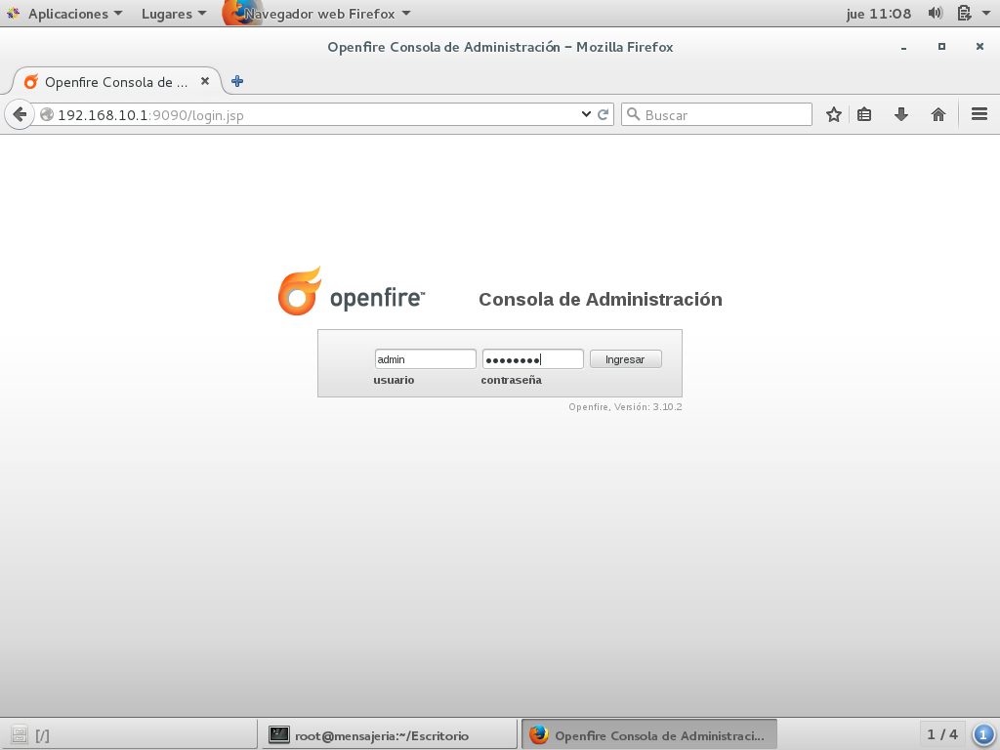 Aplicaciones Lugares Navegador web Firefox jue 11:08
Openfire Consola de Administración - Mozilla Firefox
Openfire Consola de ...
192.168.10.1:9090/login.jsp Buscar
openfire™ Consola de Administración
admin ●●●●●●●● Ingresar
usuario contraseña
Openfire, Versión: 3.10.2
[/] root@mensajeria:~/Escritorio Openfire Consola de Administraci... 1 / 4 1